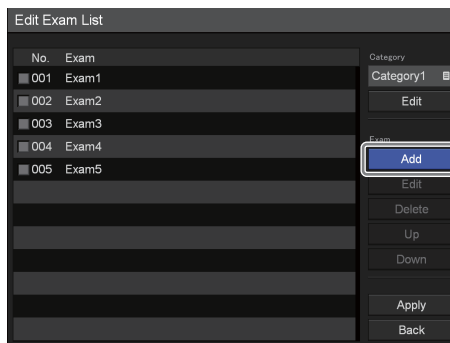 Edit Exam List
No. Exam
001 Exam1
002 Exam2
003 Exam3
004 Exam4
005 Exam5
Category
Category1
Edit
Exam
Add
Edit
Delete
Up
Down
Apply
Back